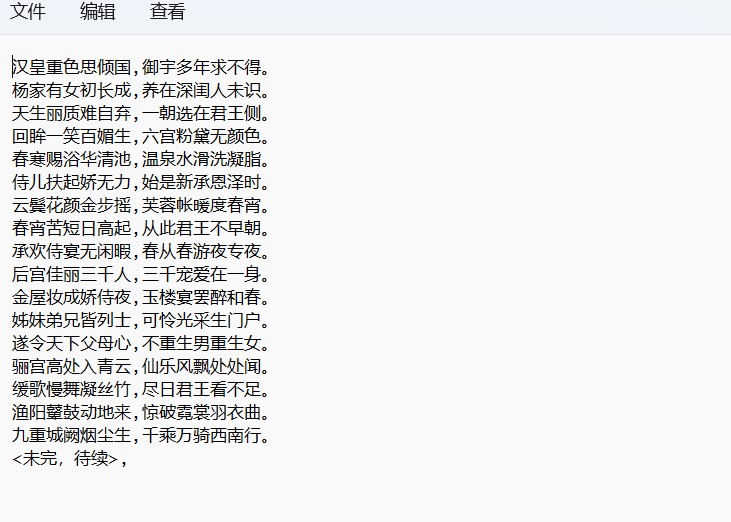 文件 编辑 查看
汉皇重色思倾国,御宇多年求不得。
杨家有女初长成,养在深闺人未识。
天生丽质难自弃,一朝选在君王侧。
回眸一笑百媚生,六宫粉黛无颜色。
春寒赐浴华清池,温泉水滑洗凝脂。
侍儿扶起娇无力,始是新承恩泽时。
云鬓花颜金步摇,芙蓉帐暖度春宵。
春宵苦短日高起,从此君王不早朝。
承欢侍宴无闲暇,春从春游夜专夜。
后宫佳丽三千人,三千宠爱在一身。
金屋妆成娇侍夜,玉楼宴罢醉和春。
姊妹弟兄皆列士,可怜光采生门户。
遂令天下父母心,不重生男重生女。
骊宫高处入青云,仙乐风飘处处闻。
缓歌慢舞凝丝竹,尽日君王看不足。
渔阳鼙鼓动地来,惊破霓裳羽衣曲。
九重城阙烟尘生,千乘万骑西南行。
<未完，待续>,